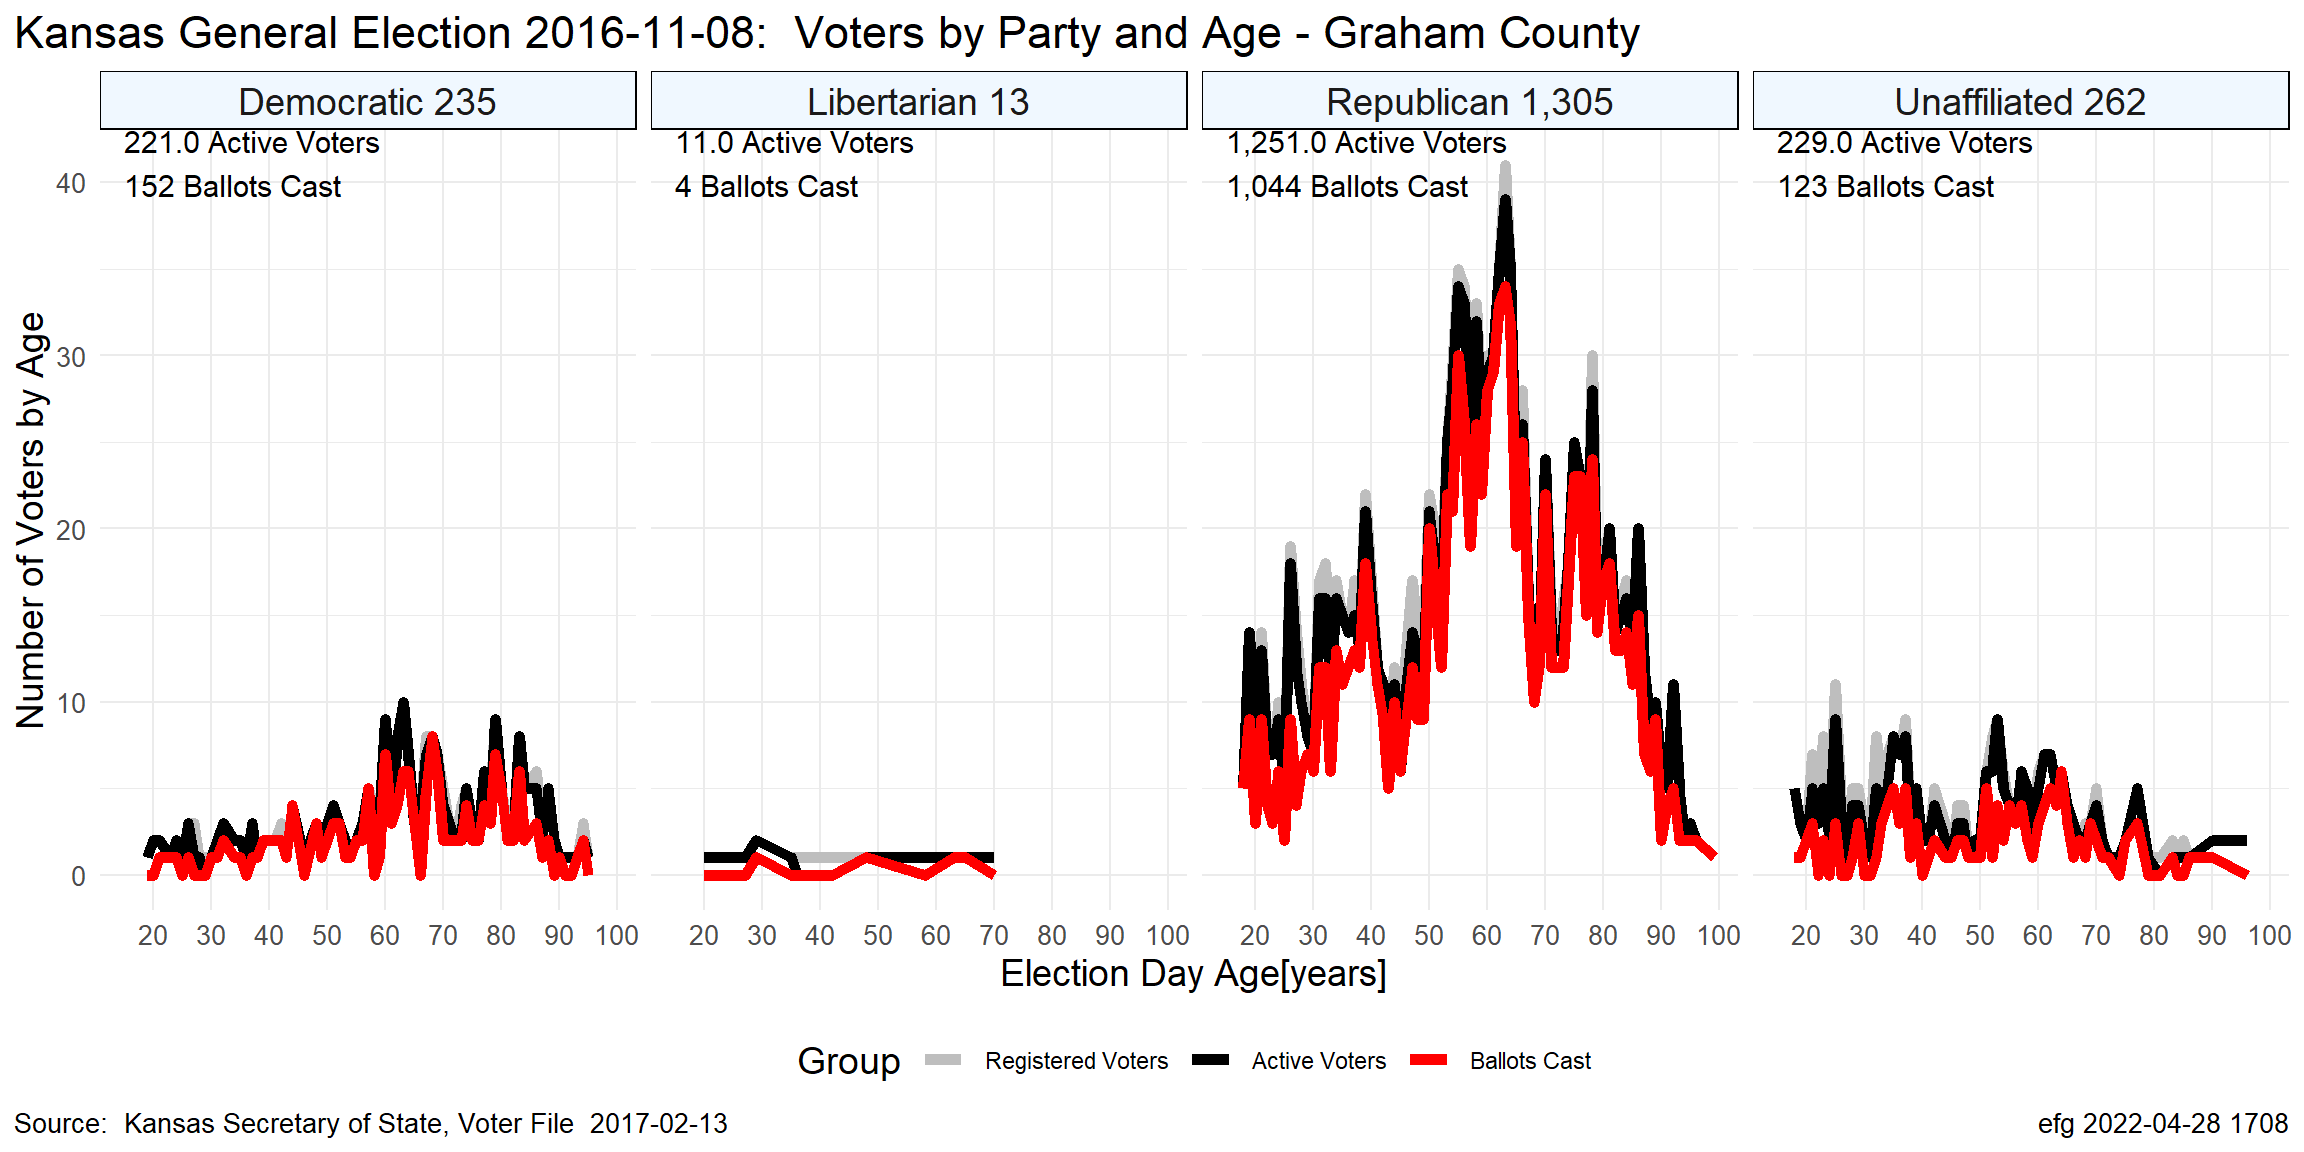 Kansas General Election 2016-11-08:  Voters by Party and Age - Graham County
Democratic 235
Libertarian 13
Republican 1,305
Unaffiliated 262
221.0 Active Voters
152 Ballots Cast
11.0 Active Voters
4 Ballots Cast
1,251.0 Active Voters
1,044 Ballots Cast
229.0 Active Voters
123 Ballots Cast
Number of Voters by Age
40
30
20
10
0
20 30 40 50 60 70 80 90 100
20 30 40 50 60 70 80 90 100
20 30 40 50 60 70 80 90 100
20 30 40 50 60 70 80 90 100
Election Day Age[years]
Group Registered Voters Active Voters Ballots Cast
Source:  Kansas Secretary of State, Voter File  2017-02-13
efg 2022-04-28 1708